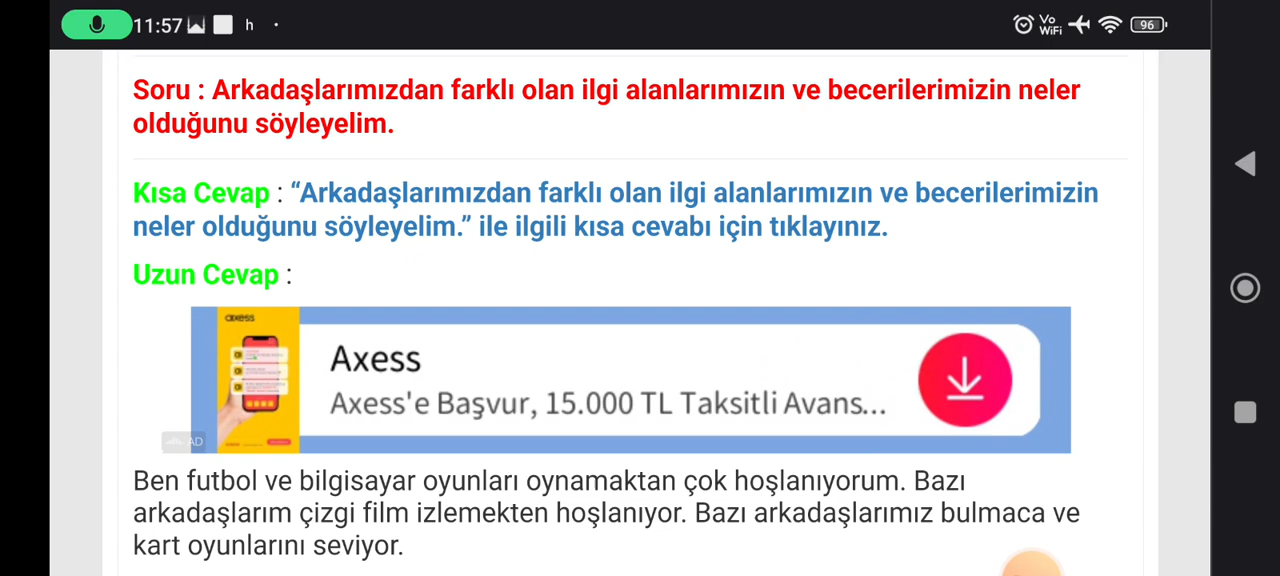 11:57 h
Vo
WiFi
96
Soru : Arkadaşlarımızdan farklı olan ilgi alanlarımızın ve becerilerimizin neler
olduğunu söyleyelim.
Kısa Cevap : “Arkadaşlarımızdan farklı olan ilgi alanlarımızın ve becerilerimizin
neler olduğunu söyleyelim.” ile ilgili kısa cevabı için tıklayınız.
Uzun Cevap :
axess
Axess
Axess'e Başvur, 15.000 TL Taksitli Avans...
AD
Ben futbol ve bilgisayar oyunları oynamaktan çok hoşlanıyorum. Bazı
arkadaşlarım çizgi film izlemekten hoşlanıyor. Bazı arkadaşlarımız bulmaca ve
kart oyunlarını seviyor.